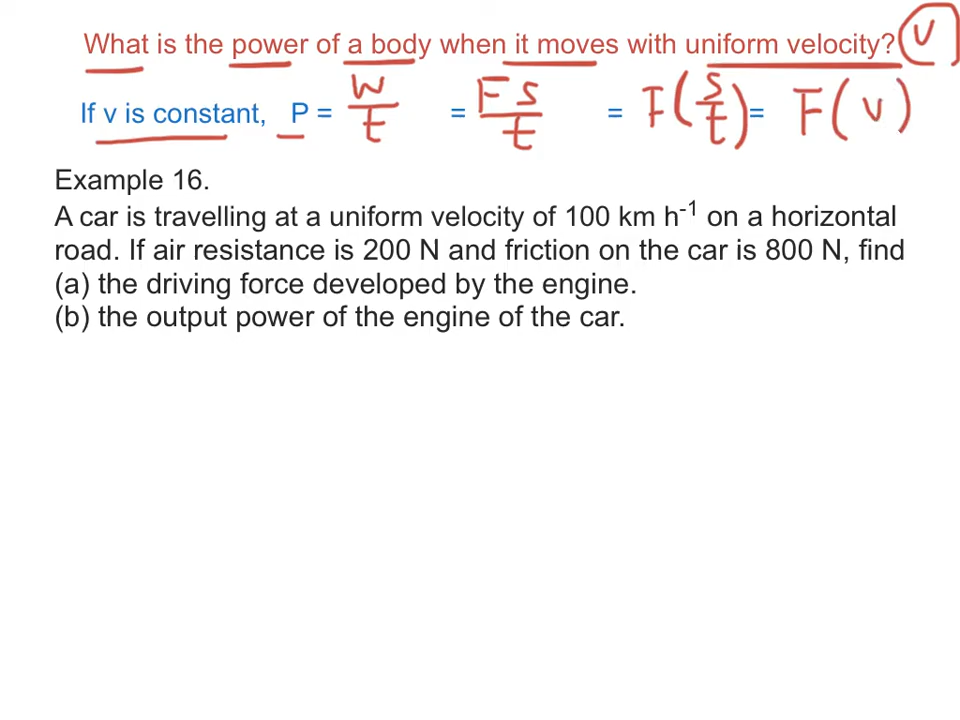 What is the power of a body when it moves with uniform velocity? (v)
If v is constant, P = W/t = Fs/t = F(s/t) = F(v)
Example 16.
A car is travelling at a uniform velocity of 100 km h⁻¹ on a horizontal
road. If air resistance is 200 N and friction on the car is 800 N, find
(a) the driving force developed by the engine.
(b) the output power of the engine of the car.